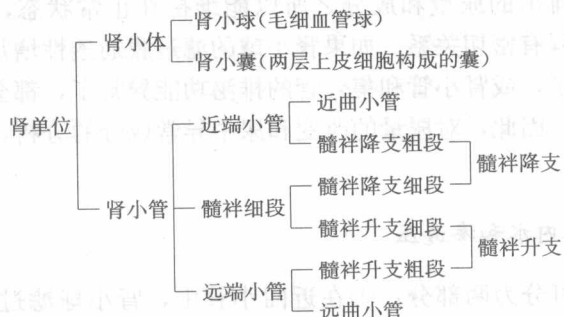 肾小球(毛细血管球)
肾小体
肾小囊(两层上皮细胞构成的囊)
近曲小管
肾单位
近端小管
髓袢降支粗段
髓袢降支
髓袢降支细段
肾小管
髓袢细段
髓袢升支细段
髓袢升支
髓袢升支粗段
远端小管
远曲小管